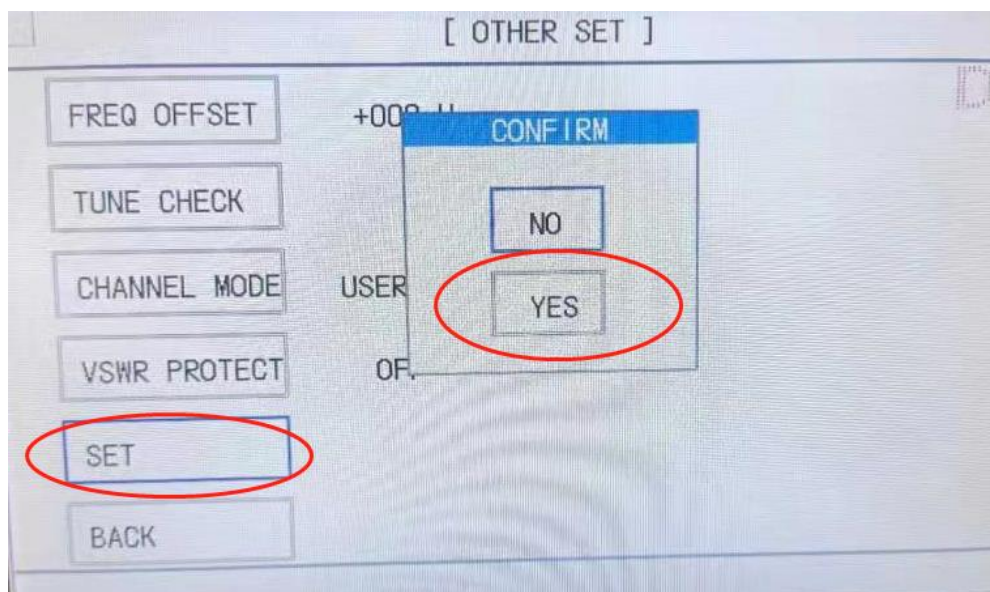 [ OTHER SET ]
FREQ OFFSET
CONFIRM
TUNE CHECK
NO
CHANNEL MODE
USER
YES
VSWR PROTECT
SET
BACK